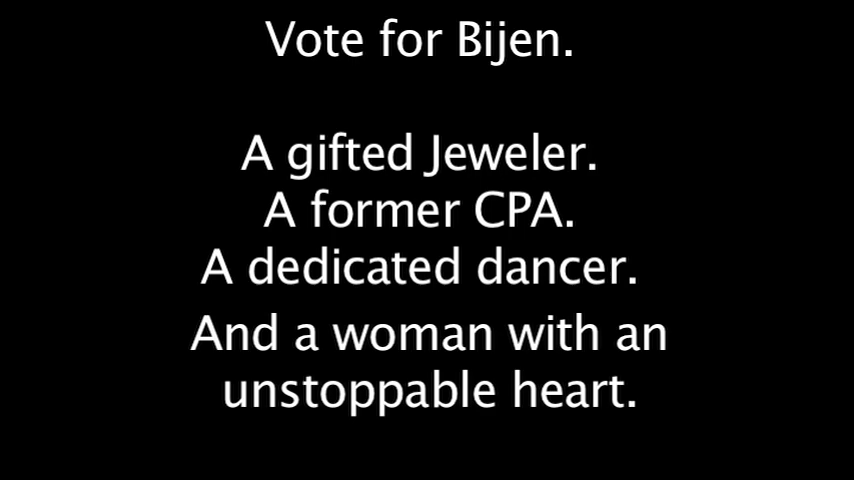 Vote for Bijen.
A gifted Jeweler.
A former CPA.
A dedicated dancer.
And a woman with an
unstoppable heart.